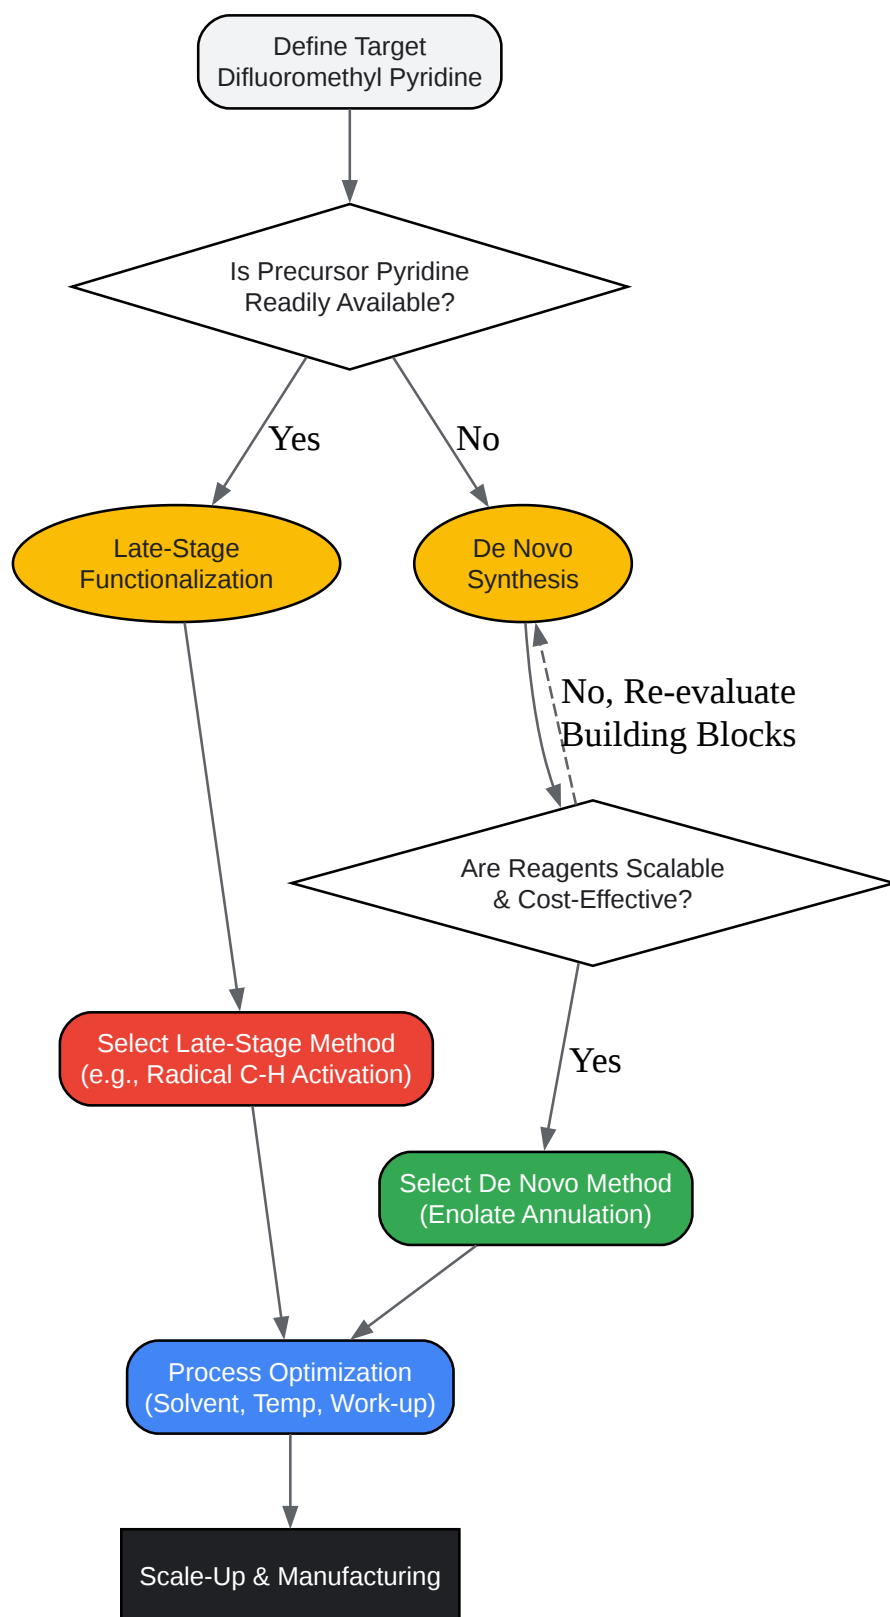 Define Target
Difluoromethyl Pyridine
Is Precursor Pyridine
Readily Available?
Yes
No
Late-Stage
Functionalization
De Novo
Synthesis
No, Re-evaluate
Building Blocks
Are Reagents Scalable
& Cost-Effective?
Select Late-Stage Method
(e.g., Radical C-H Activation)
Yes
Select De Novo Method
(Enolate Annulation)
Process Optimization
(Solvent, Temp, Work-up)
Scale-Up & Manufacturing